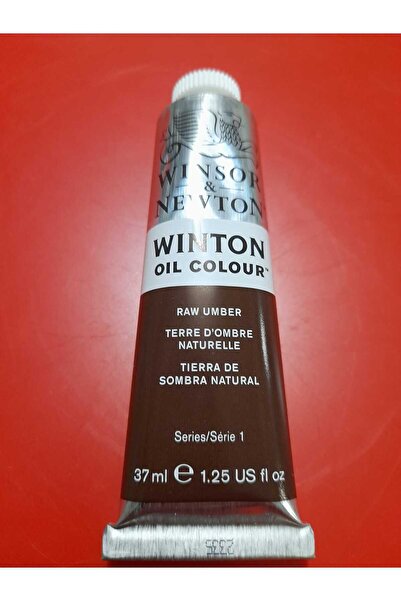 WINSOR
&
NEWTON
WINTON
OIL COLOUR™
RAW UMBER
TERRE D'OMBRE
NATURELLE
TIERRA DE
SOMBRA NATURAL
Series/Série 1
37 ml ℮ 1.25 US fl oz